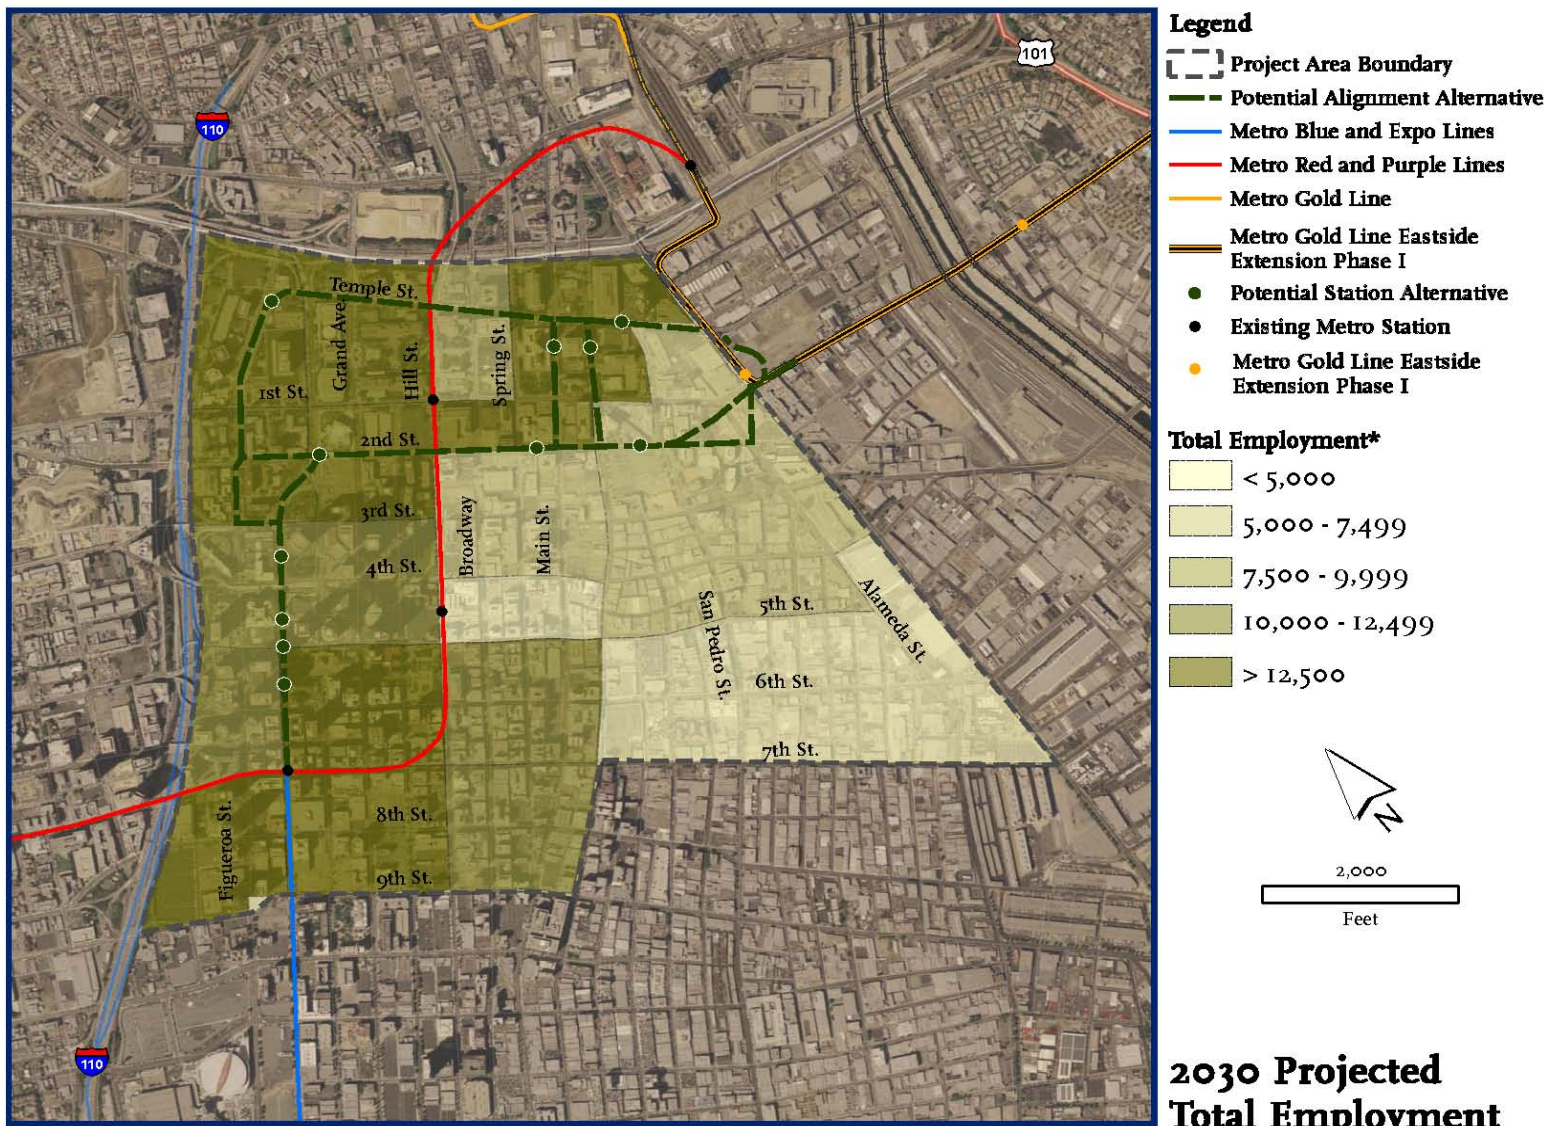 Legend
Project Area Boundary
Potential Alignment Alternative
Metro Blue and Expo Lines
Metro Red and Purple Lines
Metro Gold Line
Metro Gold Line Eastside
Extension Phase I
Potential Station Alternative
Existing Metro Station
Metro Gold Line Eastside
Extension Phase I
Total Employment*
< 5,000
5,000 - 7,499
7,500 - 9,999
10,000 - 12,499
> 12,500
N
2,000
Feet
2030 Projected
Total Employment
101
110
Temple St.
Grand Ave.
Hill St.
Spring St.
1st St.
2nd St.
3rd St.
Broadway
Main St.
4th St.
5th St.
San Pedro St.
Alameda St.
6th St.
7th St.
8th St.
Figueroa St.
9th St.
110